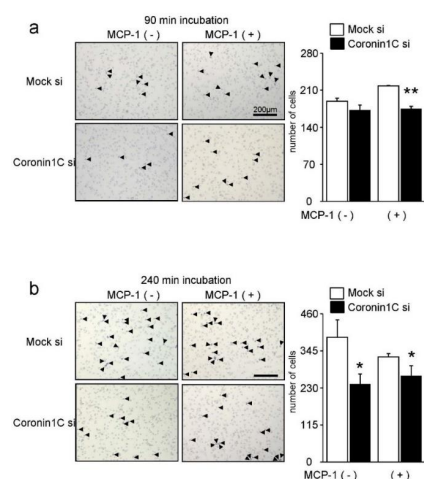 a
90 min incubation
MCP-1 ( - ) MCP-1 ( + )
Mock si
200µm
Coronin1C si
Mock si
Coronin1C si
number of cells
280
210
140
70
0
**
MCP-1 ( - ) ( + )
b
240 min incubation
MCP-1 ( - ) MCP-1 ( + )
Mock si
Coronin1C si
Mock si
Coronin1C si
number of cells
460
345
230
115
0
* *
MCP-1 ( - ) ( + )